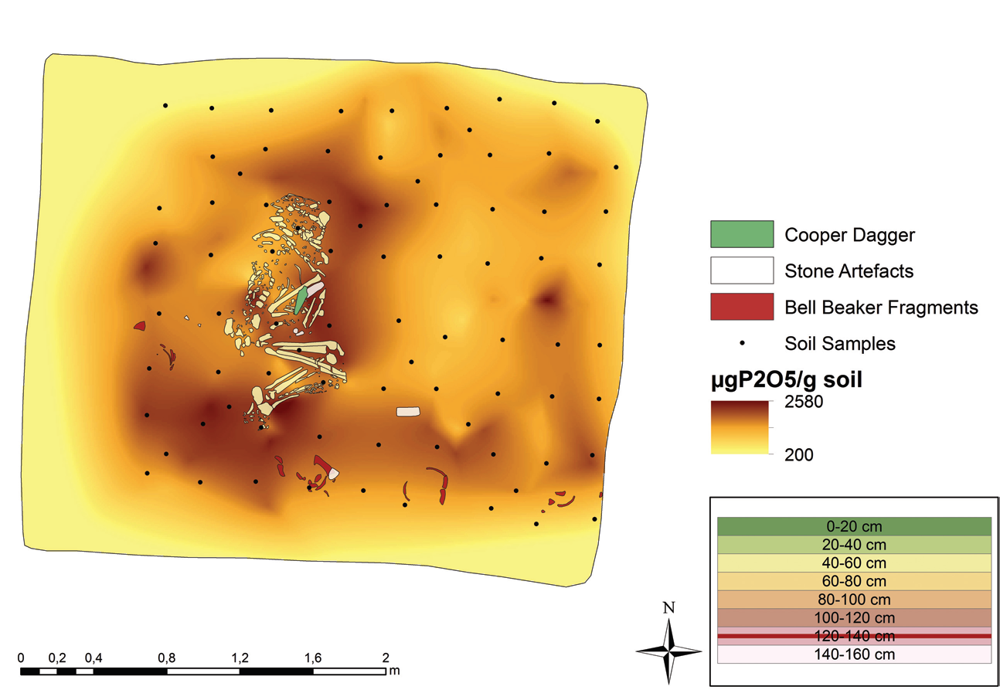 Cooper Dagger
Stone Artefacts
Bell Beaker Fragments
Soil Samples
µgP2O5/g soil
2580
200
0-20 cm
20-40 cm
40-60 cm
60-80 cm
80-100 cm
100-120 cm
120-140 cm
140-160 cm
N
0 0,2 0,4 0,8 1,2 1,6 2
m